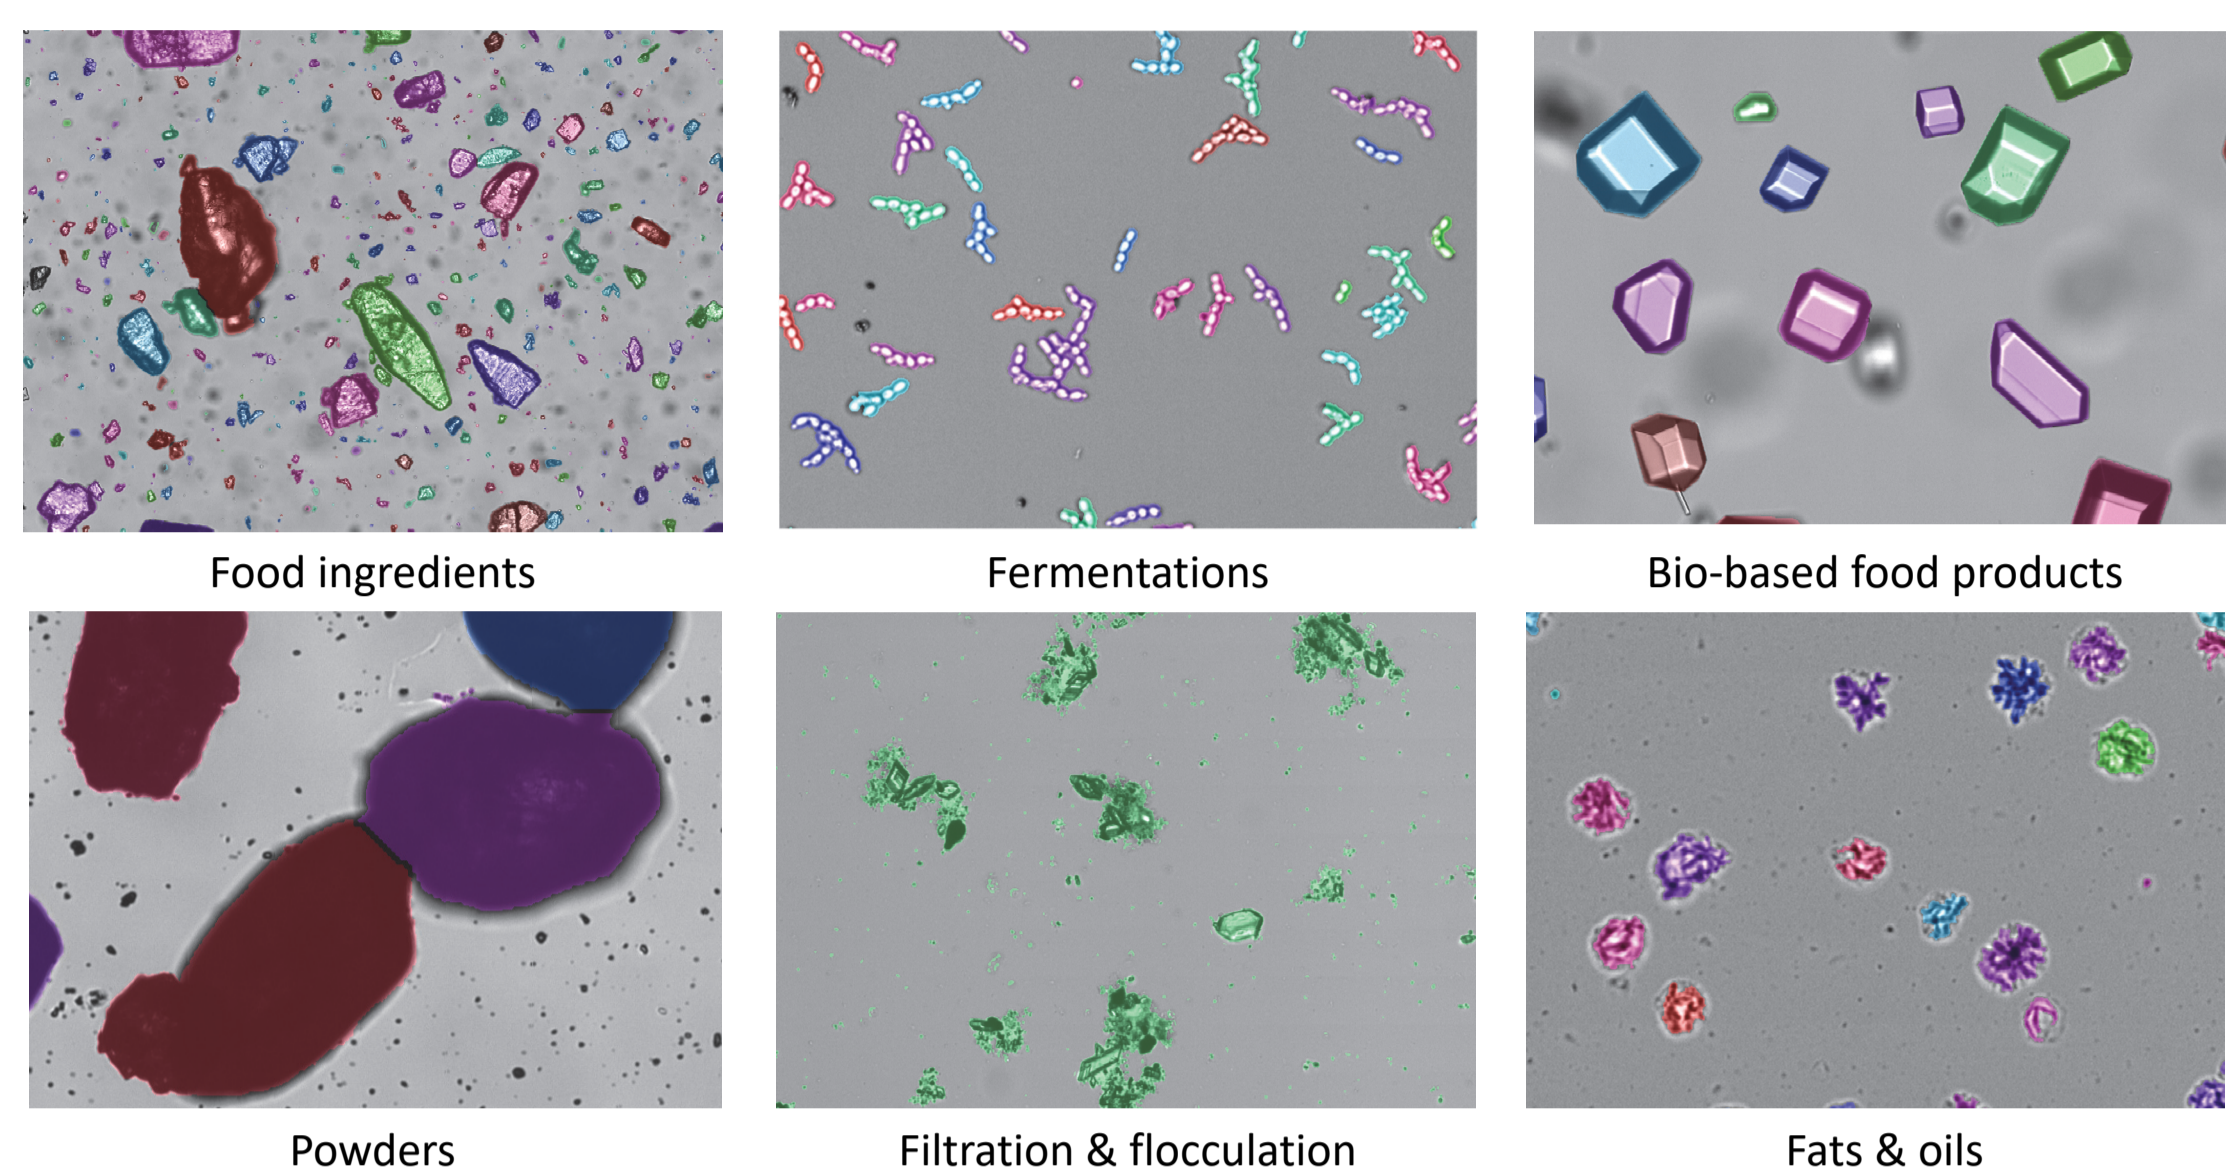 Food ingredients
Fermentations
Bio-based food products
Powders
Filtration & flocculation
Fats & oils